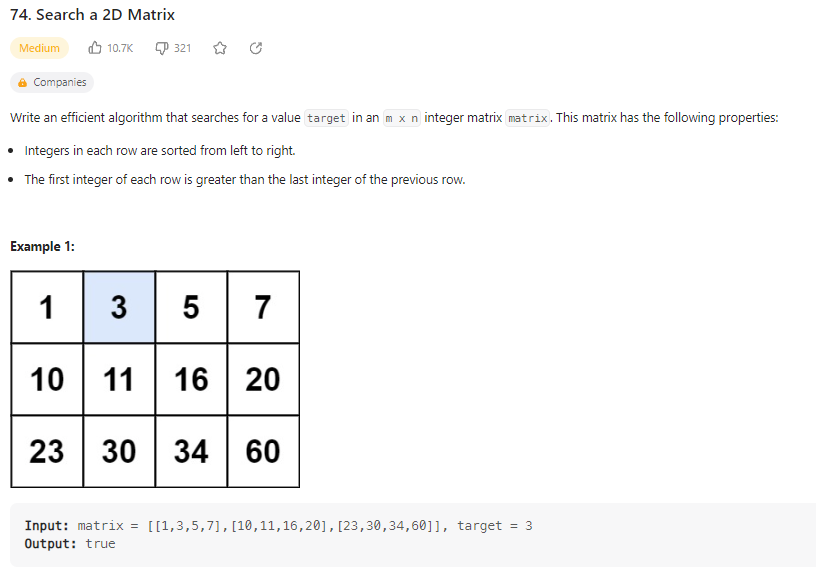 74. Search a 2D Matrix
Medium 10.7K 321
Companies
Write an efficient algorithm that searches for a value target in an m x n integer matrix matrix. This matrix has the following properties:
• Integers in each row are sorted from left to right.
• The first integer of each row is greater than the last integer of the previous row.
Example 1:
1 3 5 7
10 11 16 20
23 30 34 60
Input: matrix = [[1,3,5,7],[10,11,16,20],[23,30,34,60]], target = 3
Output: true